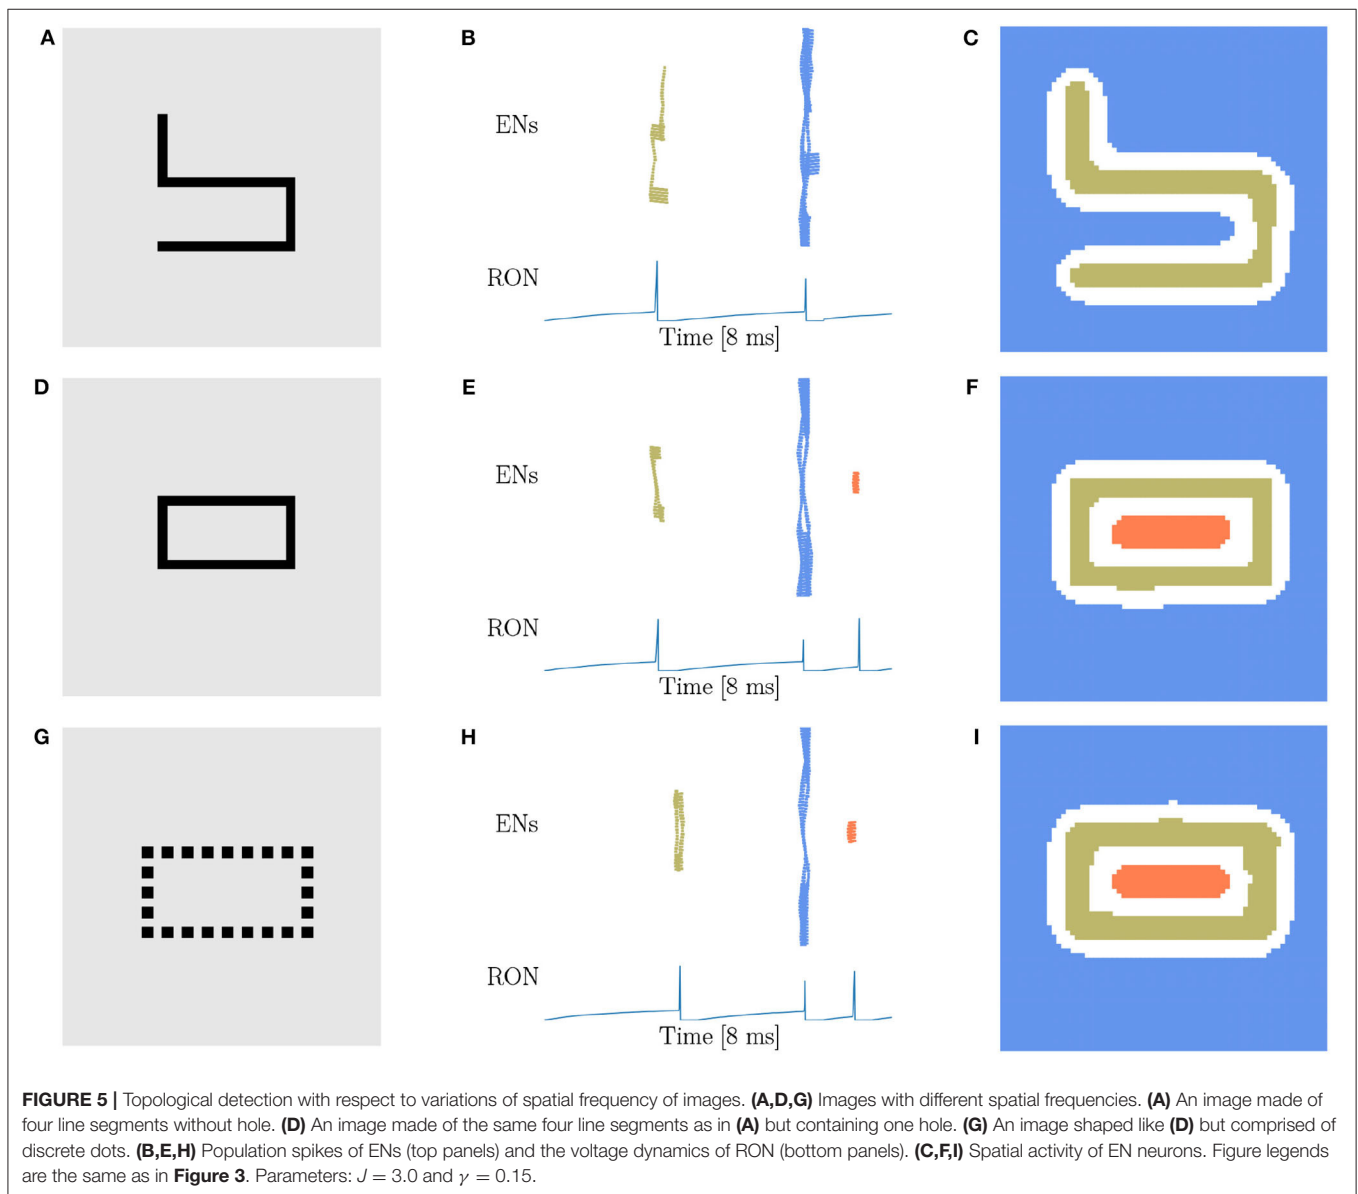 A
B
C
ENs
RON
Time [8 ms]
D
E
F
ENs
RON
Time [8 ms]
G
H
I
ENs
RON
Time [8 ms]
FIGURE 5 | Topological detection with respect to variations of spatial frequency of images. (A,D,G) Images with different spatial frequencies. (A) An image made of
four line segments without hole. (D) An image made of the same four line segments as in (A) but containing one hole. (G) An image shaped like (D) but comprised of
discrete dots. (B,E,H) Population spikes of ENs (top panels) and the voltage dynamics of RON (bottom panels). (C,F,I) Spatial activity of EN neurons. Figure legends
are the same as in Figure 3. Parameters: J = 3.0 and γ = 0.15.